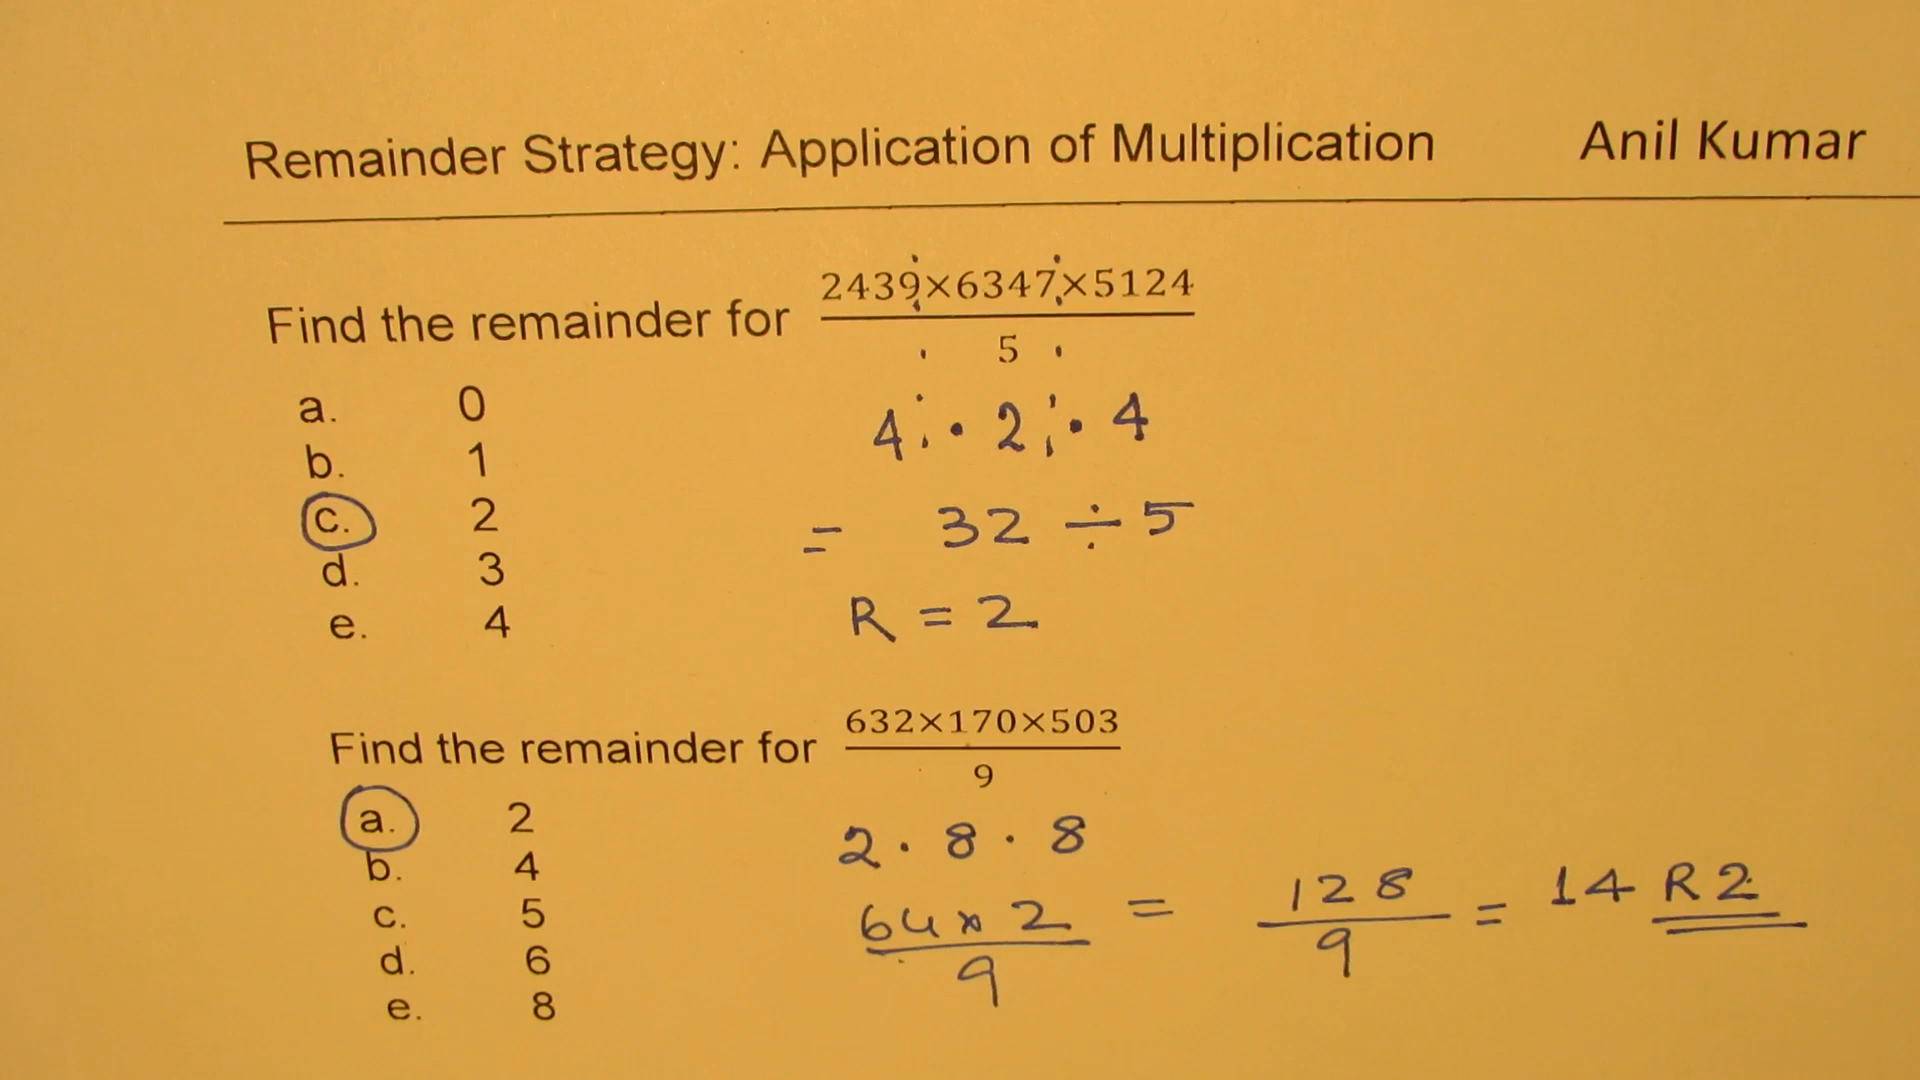 Remainder Strategy: Application of Multiplication Anil Kumar
Find the remainder for 2439×6347×5124
5
a. 0
b. 1
c. 2
d. 3
e. 4
4 · 2 · 4
= 32 ÷ 5
R = 2
Find the remainder for 632×170×503
9
a. 2
b. 4
c. 5
d. 6
e. 8
2 · 8 · 8
64 x 2 = 128 = 14 R 2
9 9